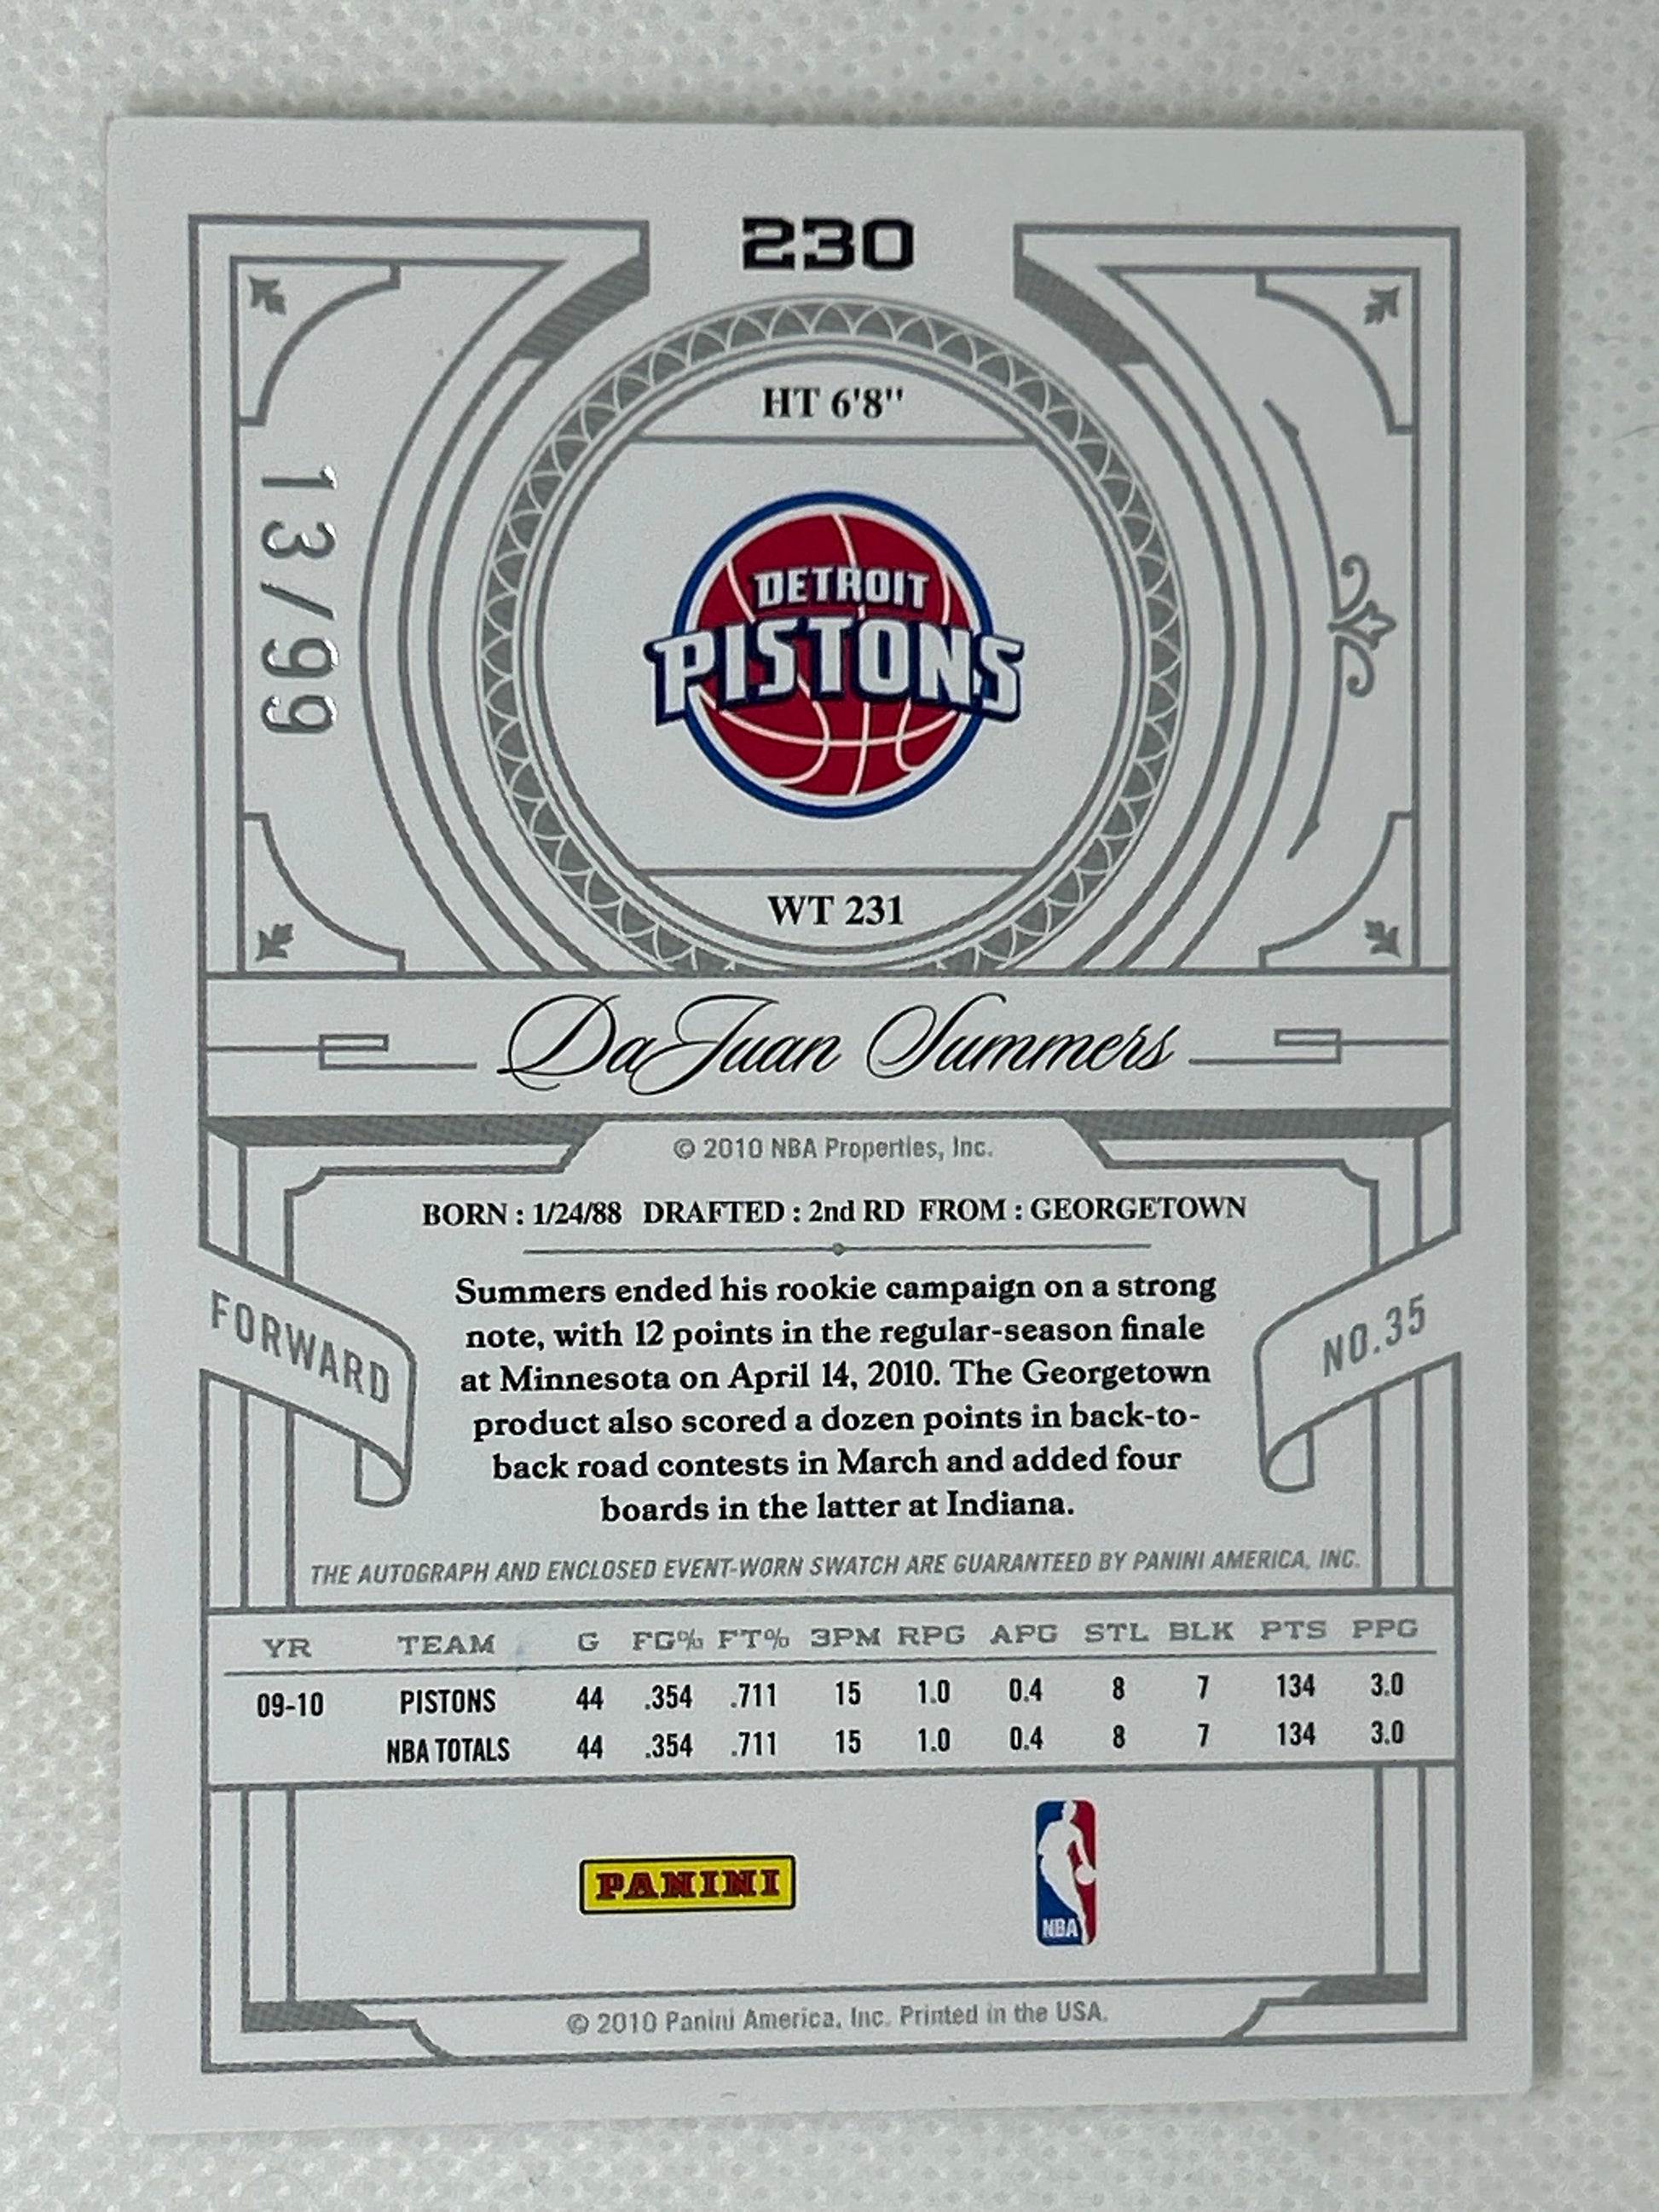 230
HT 6'8"
13/99
DETROIT
PISTONS
WT 231
DaJuan Summers
© 2010 NBA Properties, Inc.
BORN : 1/24/88 DRAFTED : 2nd RD FROM : GEORGETOWN
FORWARD
NO.35
Summers ended his rookie campaign on a strong
note, with 12 points in the regular-season finale
at Minnesota on April 14, 2010. The Georgetown
product also scored a dozen points in back-to-
back road contests in March and added four
boards in the latter at Indiana.
THE AUTOGRAPH AND ENCLOSED EVENT-WORN SWATCH ARE GUARANTEED BY PANINI AMERICA, INC.
YR TEAM G FG% FT% 3PM RPG APG STL BLK PTS PPG
09-10 PISTONS 44 .354 .711 15 1.0 0.4 8 7 134 3.0
NBA TOTALS 44 .354 .711 15 1.0 0.4 8 7 134 3.0
PANINI
NBA
© 2010 Panini America, Inc. Printed in the USA.